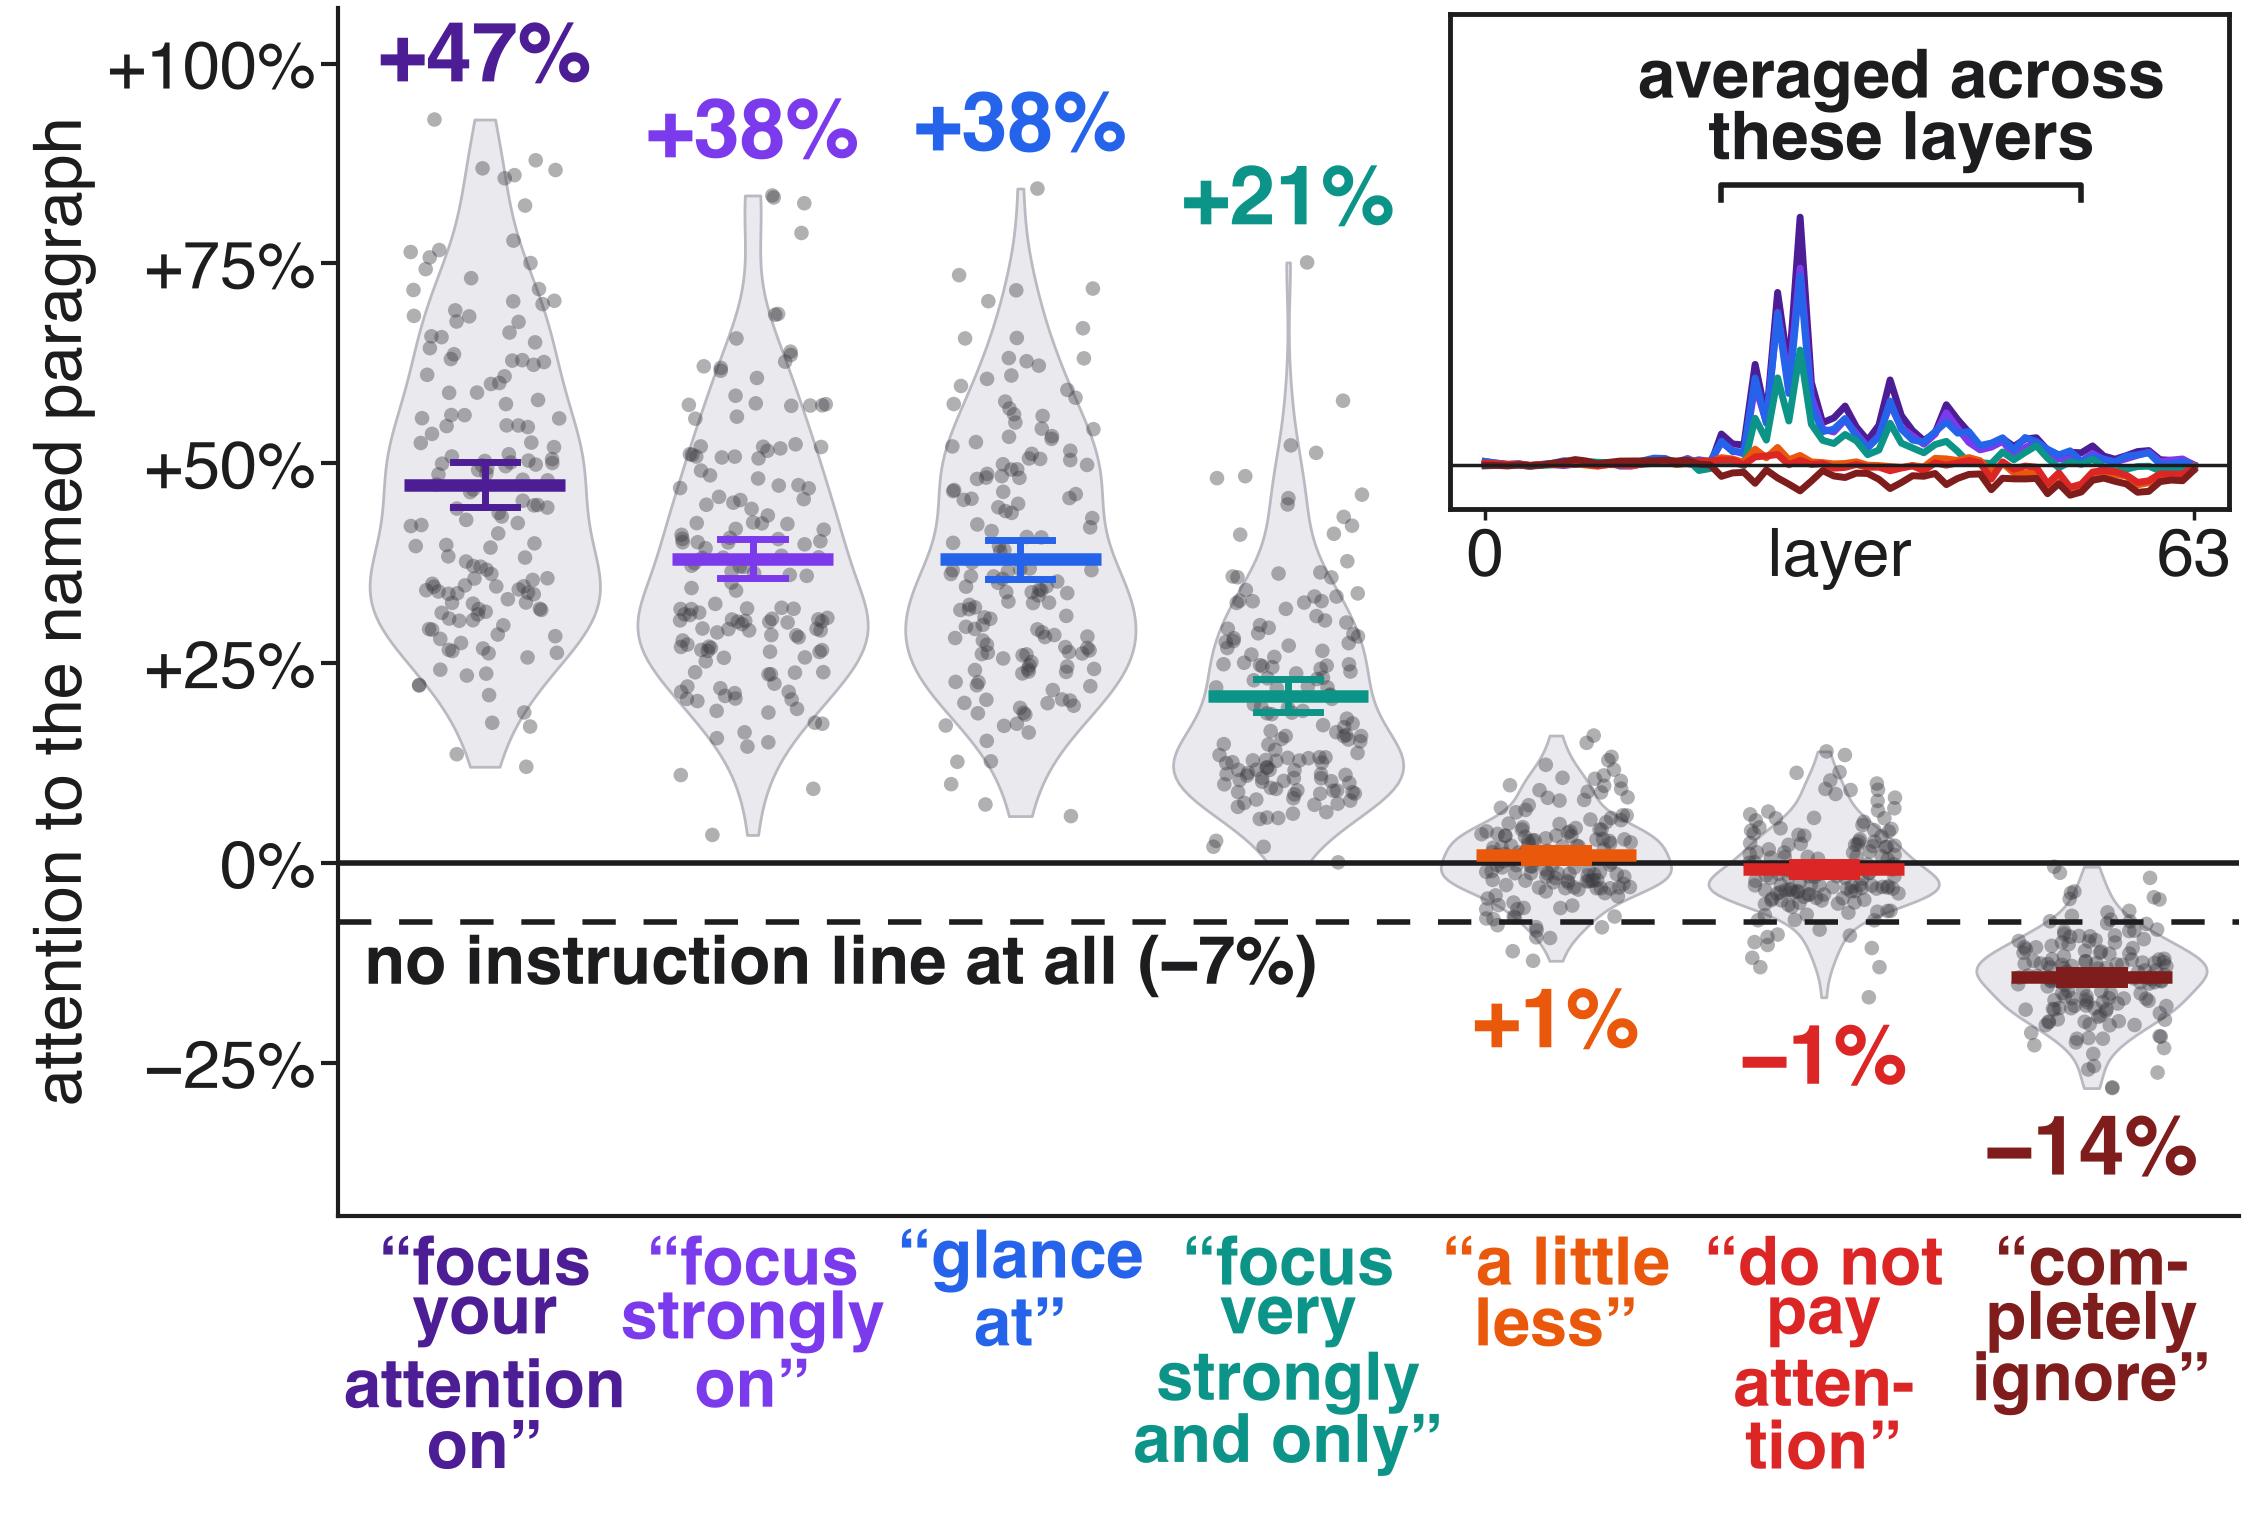 attention to the named paragraph
+100%
+75%
+50%
+25%
0%
−25%
+47%
+38%
+38%
+21%
+1%
−1%
−14%
no instruction line at all (−7%)
averaged across
these layers
0
layer
63
“focus
your
attention
on”
“focus
strongly
on”
“glance
at”
“focus
very
strongly
and only”
“a little
less”
“do not
pay
atten-
tion”
“com-
pletely
ignore”